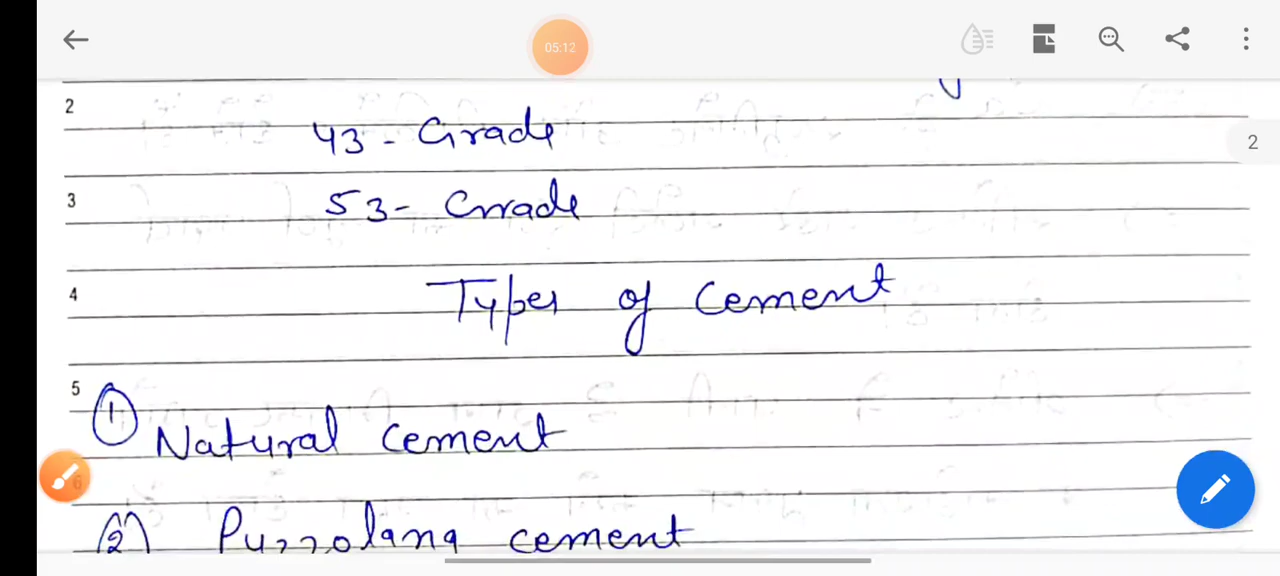 05:12
2
43 - Grade
2
3
53 - Grade
4
Types of Cement
5
1 Natural cement
6
(2) Puzzolana cement